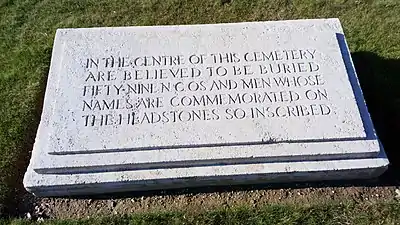 IN THE CENTRE OF THIS CEMETERY
ARE BELIEVED TO BE BURIED
FIFTY-NINE N.C.OS AND MEN WHOSE
NAMES ARE COMMEMORATED ON
THE HEADSTONES SO INSCRIBED